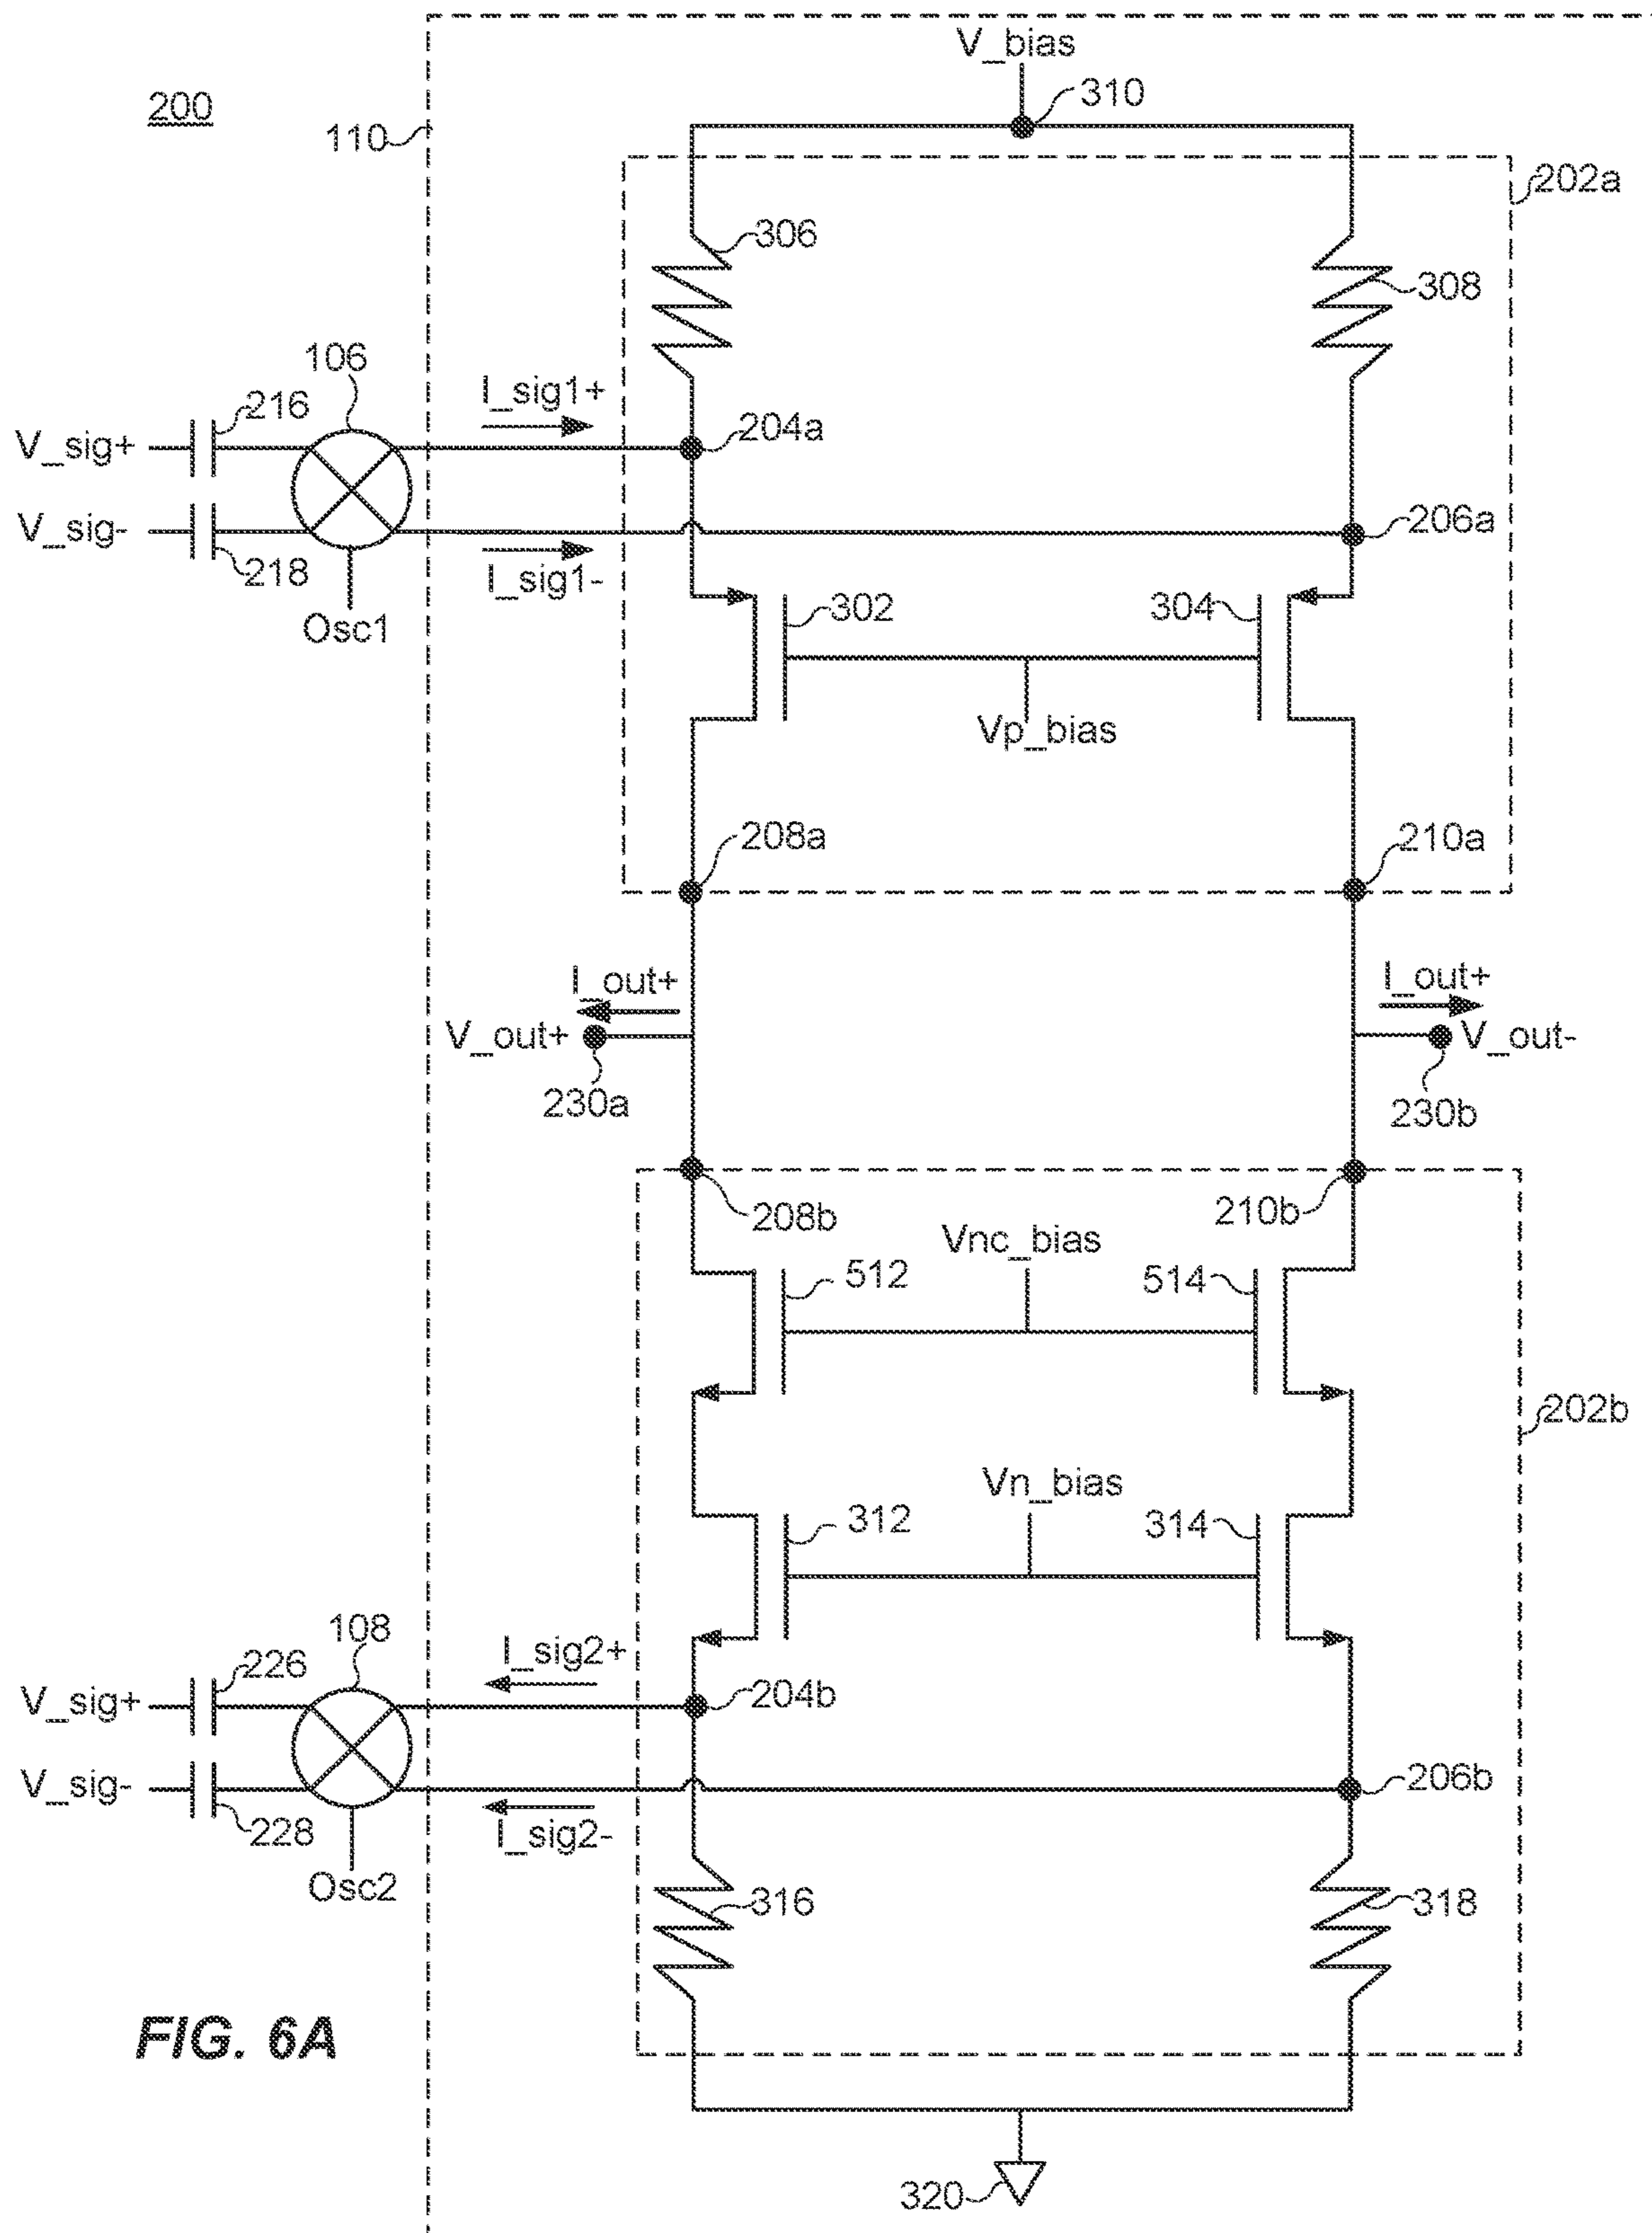 V_bias
200
310
110
202a
306
308
106
I_sig1+
216
V_sig+
204a
V_sig-
206a
218
I_sig1-
Osc1
302
304
Vp_bias
208a
210a
I_out+
I_out+
V_out+
V_out-
230a
230b
208b
210b
Vnc_bias
512
514
202b
Vn_bias
312
314
108
I_sig2+
226
V_sig+
204b
V_sig-
206b
228
I_sig2-
Osc2
316
318
FIG. 6A
320